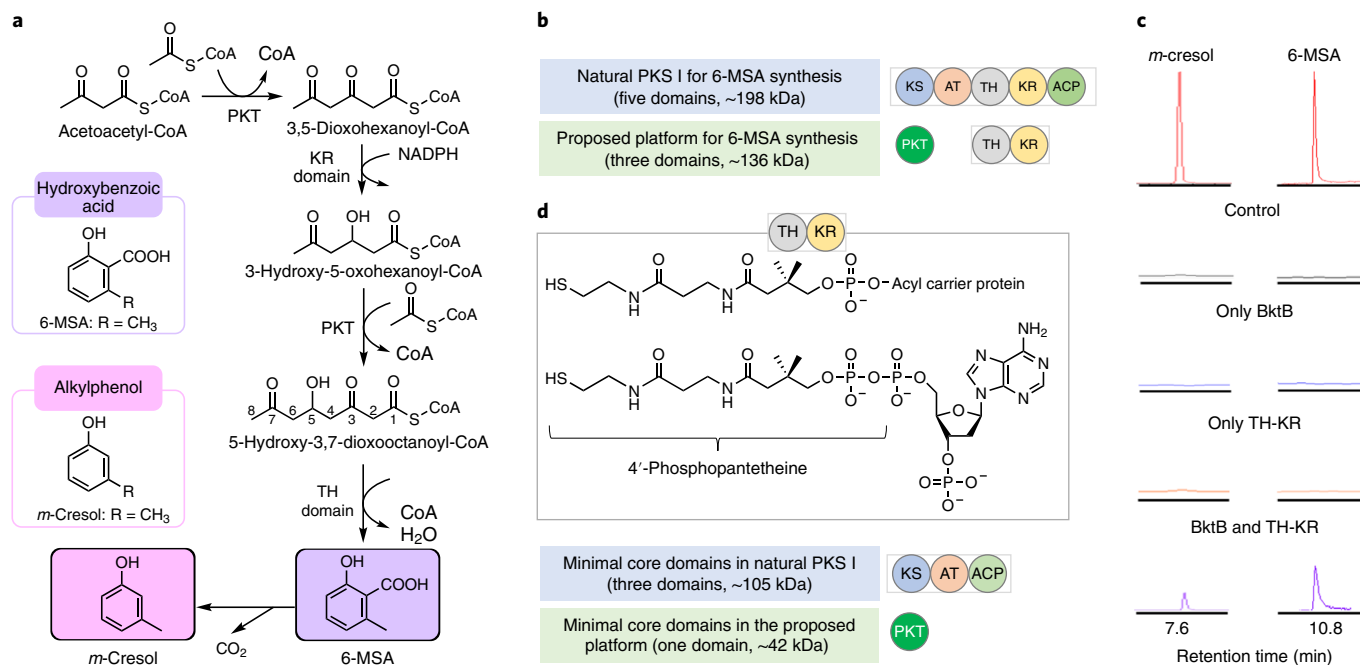 a
O
S
CoA
CoA
O
O
S
CoA
Acetoacetyl-CoA
PKT
O
O
O
S
CoA
3,5-Dioxohexanoyl-CoA
KR
domain
NADPH
O
OH
O
S
CoA
3-Hydroxy-5-oxohexanoyl-CoA
PKT
O
S
CoA
CoA
O
OH
O
O
8
7
6
5
4
3
2
1
S
CoA
5-Hydroxy-3,7-dioxooctanoyl-CoA
TH
domain
CoA
H2O
Hydroxybenzoic
acid
OH
COOH
R
6-MSA: R = CH3
Alkylphenol
OH
R
m-Cresol: R = CH3
OH
m-Cresol
CO2
OH
COOH
6-MSA
b
Natural PKS I for 6-MSA synthesis
(five domains, ~198 kDa)
KS AT TH KR ACP
Proposed platform for 6-MSA synthesis
(three domains, ~136 kDa)
PKT TH KR
d
TH KR
HS
N
H
O
N
H
O
O
P
O
O−
O
Acyl carrier protein
HS
N
H
O
N
H
O
O
P
O
O−
O
P
O
O−
O
NH2
N
N
N
N
O
O
O=P−O−
O−
4′-Phosphopantetheine
Minimal core domains in natural PKS I
(three domains, ~105 kDa)
KS AT ACP
Minimal core domains in the proposed
platform (one domain, ~42 kDa)
PKT
c
m-cresol 6-MSA
Control
Only BktB
Only TH-KR
BktB and TH-KR
7.6 10.8
Retention time (min)